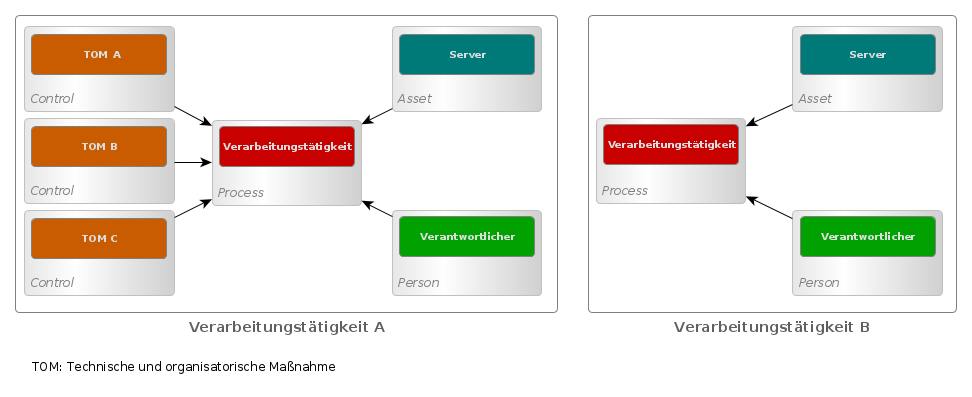 TOM A
Control
TOM B
Control
TOM C
Control
Verarbeitungstätigkeit
Process
Server
Asset
Verantwortlicher
Person
Verarbeitungstätigkeit A
Server
Asset
Verarbeitungstätigkeit
Process
Verantwortlicher
Person
Verarbeitungstätigkeit B
TOM: Technische und organisatorische Maßnahme